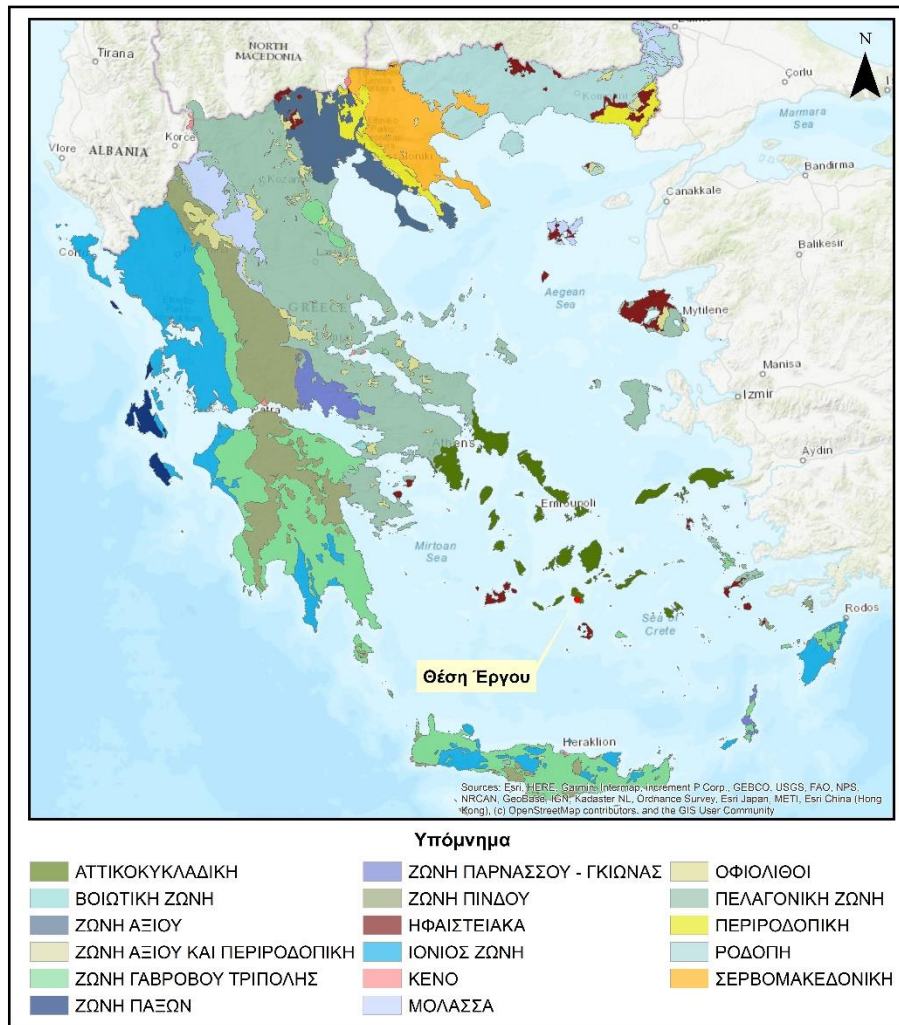 Tirana
NORTH
MACEDONIA
N
Çorlu
Marmara
Sea
Korce
Vlore
ALBANIA
Kozani
Bandirma
Canakkale
Balikesir
Aegean
Sea
Mytilene
GREECE
Manisa
Izmir
Athens
Aydin
Ermoupoli
Mirtoan
Sea
Rodos
Sea of
Crete
Θέση Έργου
Heraklion
Sources: Esri, HERE, Garmin, Intermap, increment P Corp., GEBCO, USGS, FAO, NPS,
NRCAN, GeoBase, IGN, Kadaster NL, Ordnance Survey, Esri Japan, METI, Esri China (Hong
Kong), (c) OpenStreetMap contributors, and the GIS User Community
Υπόμνημα
ΑΤΤΙΚΟΚΥΚΛΑΔΙΚΗ
ΒΟΙΩΤΙΚΗ ΖΩΝΗ
ΖΩΝΗ ΑΞΙΟΥ
ΖΩΝΗ ΑΞΙΟΥ ΚΑΙ ΠΕΡΙΡΟΔΟΠΙΚΗ
ΖΩΝΗ ΓΑΒΡΟΒΟΥ ΤΡΙΠΟΛΗΣ
ΖΩΝΗ ΠΑΞΩΝ
ΖΩΝΗ ΠΑΡΝΑΣΣΟΥ - ΓΚΙΩΝΑΣ
ΖΩΝΗ ΠΙΝΔΟΥ
ΗΦΑΙΣΤΕΙΑΚΑ
ΙΟΝΙΟΣ ΖΩΝΗ
ΚΕΝΟ
ΜΟΛΑΣΣΑ
ΟΦΙΟΛΙΘΟΙ
ΠΕΛΑΓΟΝΙΚΗ ΖΩΝΗ
ΠΕΡΙΡΟΔΟΠΙΚΗ
ΡΟΔΟΠΗ
ΣΕΡΒΟΜΑΚΕΔΟΝΙΚΗ